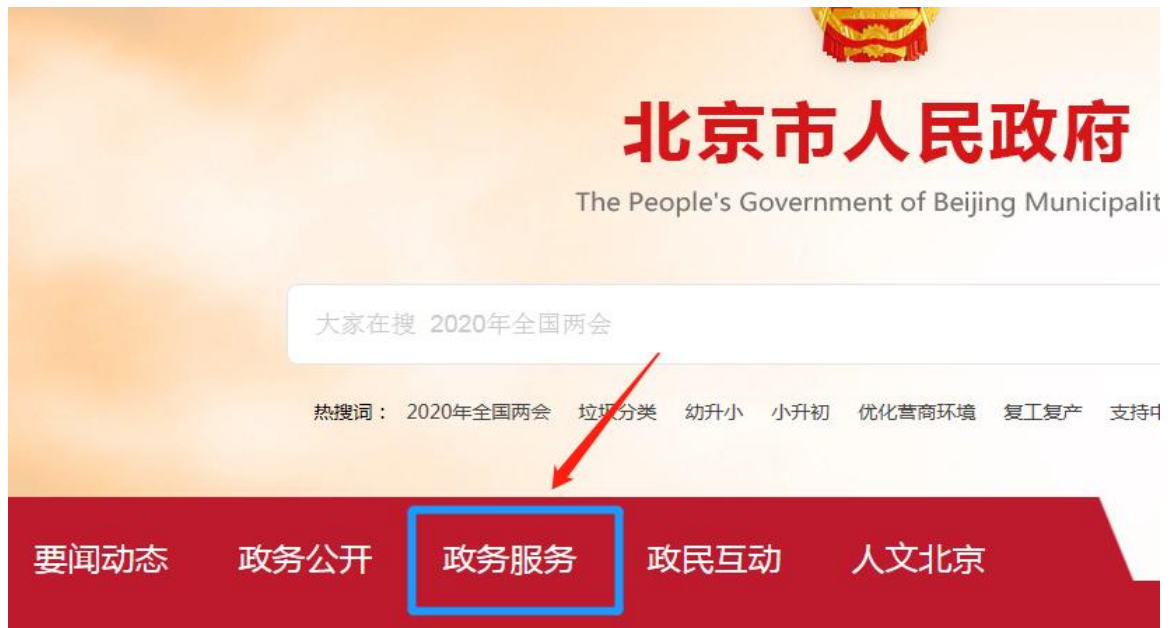 北京市人民政府
The People's Government of Beijing Municipalit
大家在搜 2020年全国两会
热搜词： 2020年全国两会 垃圾分类 幼升小 小升初 优化营商环境 复工复产 支持中
要闻动态 政务公开 政务服务 政民互动 人文北京